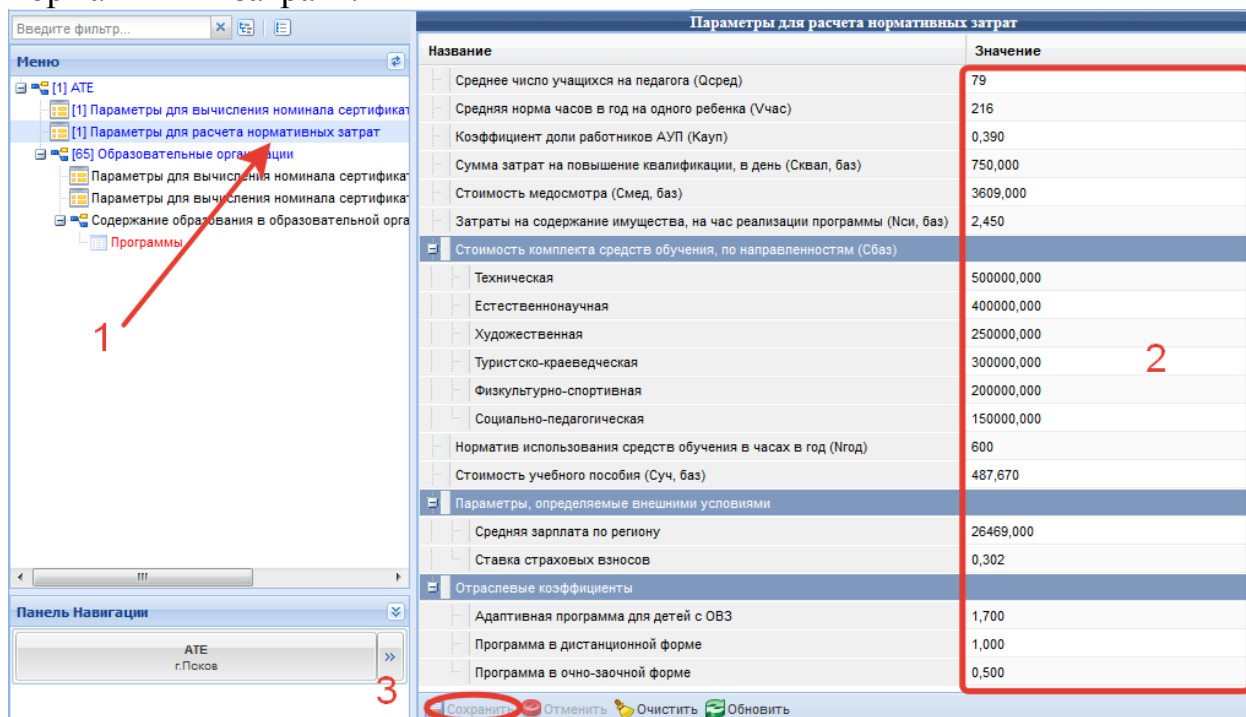 Введите фильтр...
Меню
[1] АТЕ
[1] Параметры для вычисления номинала сертификат
[1] Параметры для расчета нормативных затрат
[65] Образовательные организации
Параметры для вычисления номинала сертификат
Параметры для вычисления номинала сертификат
Содержание образования в образовательной орга
Программы
1
Панель Навигации
АТЕ
г.Псков
3
Параметры для расчета нормативных затрат
Название Значение
Среднее число учащихся на педагога (Qсред) 79
Средняя норма часов в год на одного ребенка (Vчас) 216
Коэффициент доли работников АУП (Кауп) 0,390
Сумма затрат на повышение квалификации, в день (Сквал, баз) 750,000
Стоимость медосмотра (Смед, баз) 3609,000
Затраты на содержание имущества, на час реализации программы (Nси, баз) 2,450
Стоимость комплекта средств обучения, по направленностям (Сбаз)
Техническая 500000,000
Естественнонаучная 400000,000
Художественная 250000,000
Туристско-краеведческая 300000,000
2
Физкультурно-спортивная 200000,000
Социально-педагогическая 150000,000
Норматив использования средств обучения в часах в год (Nгод) 600
Стоимость учебного пособия (Суч, баз) 487,670
Параметры, определяемые внешними условиями
Средняя зарплата по региону 26469,000
Ставка страховых взносов 0,302
Отраслевые коэффициенты
Адаптивная программа для детей с ОВЗ 1,700
Программа в дистанционной форме 1,000
Программа в очно-заочной форме 0,500
Сохранить Отменить Очистить Обновить